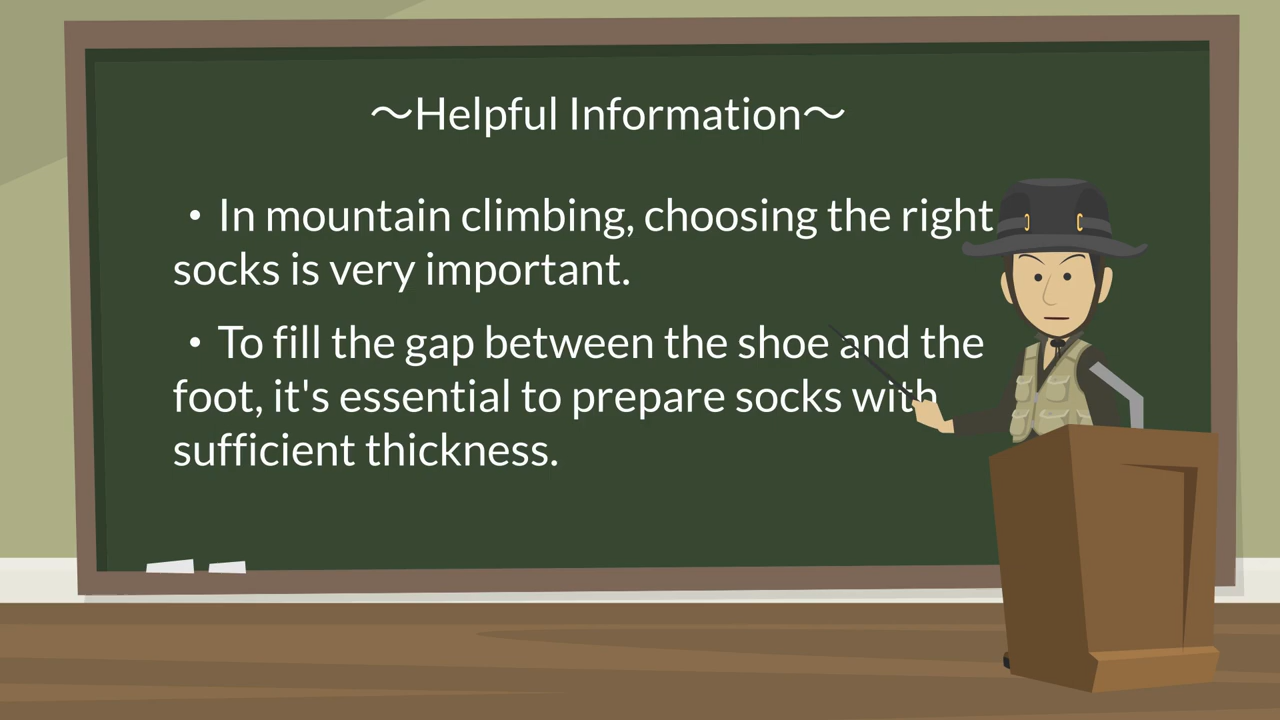 〜Helpful Information〜
・In mountain climbing, choosing the right
socks is very important.
・To fill the gap between the shoe and the
foot, it's essential to prepare socks with
sufficient thickness.